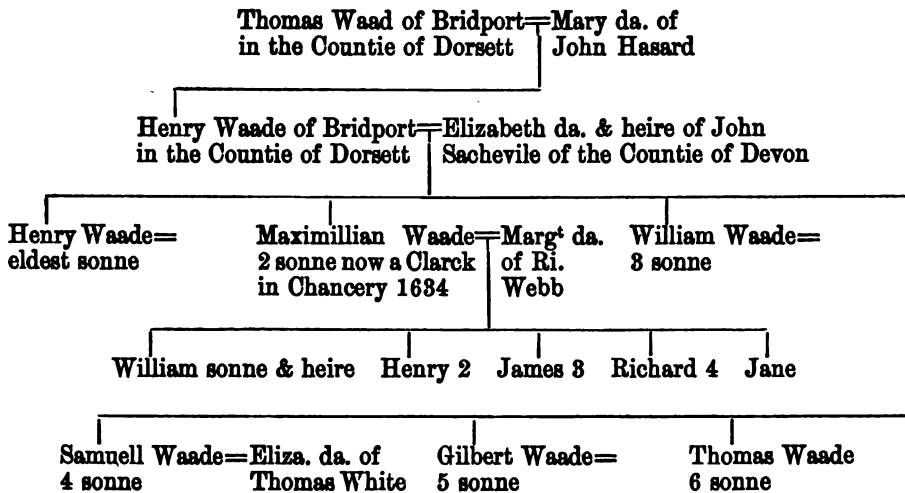 Thomas Waad of Bridport=Mary da. of
in the Countie of Dorsett John Hasard
Henry Waade of Bridport=Elizabeth da. & heire of John
in the Countie of Dorsett Sachevile of the Countie of Devon
Henry Waade= Maximillian Waade=Margt da. William Waade=
eldest sonne 2 sonne now a Clarck of Ri. 3 sonne
in Chancery 1634 Webb
William sonne & heire Henry 2 James 3 Richard 4 Jane
Samuell Waade=Eliza. da. of Gilbert Waade= Thomas Waade
4 sonne Thomas White 5 sonne 6 sonne